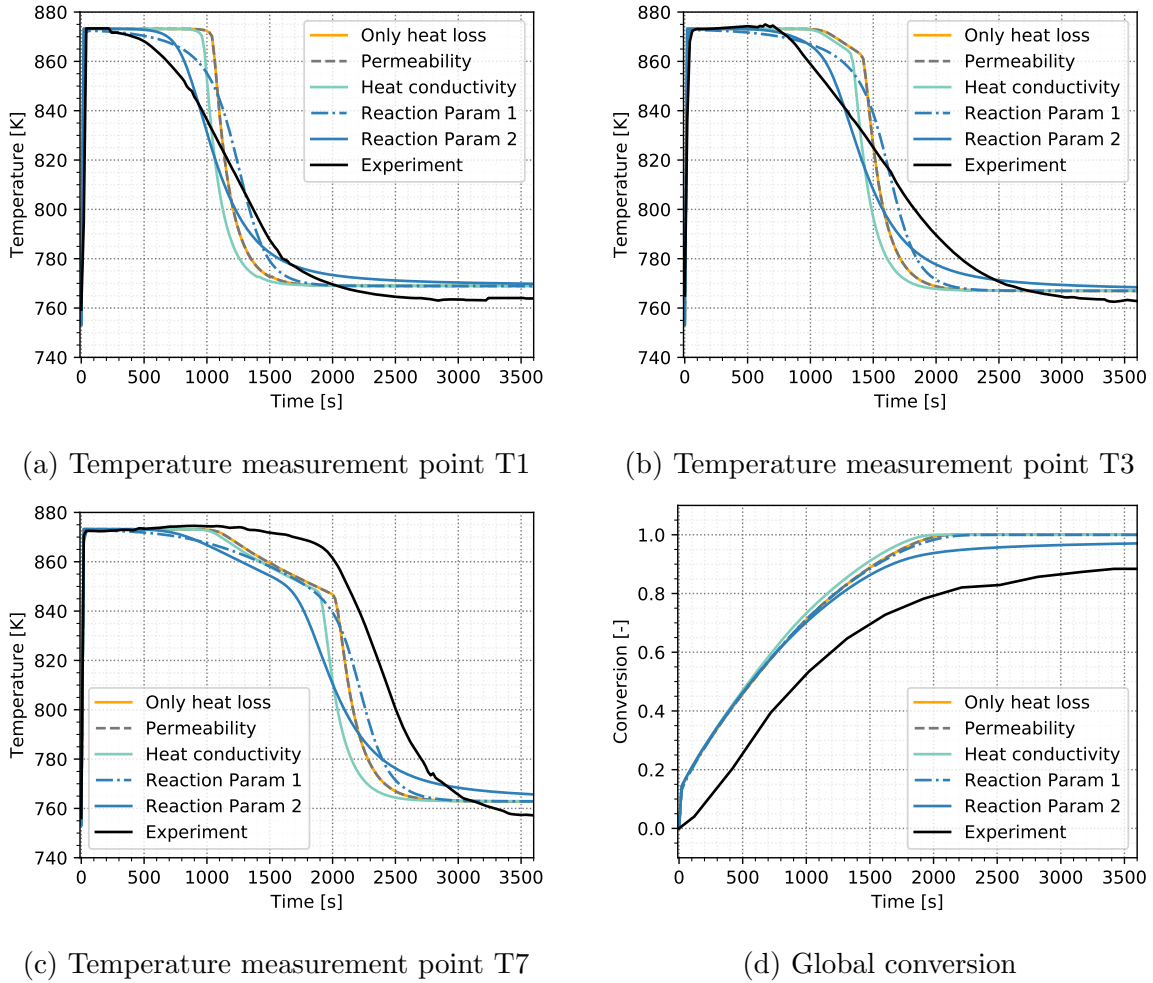 880
860
840
820
800
780
760
740
Temperature [K]
0 500 1000 1500 2000 2500 3000 3500
Time [s]
Only heat loss
Permeability
Heat conductivity
Reaction Param 1
Reaction Param 2
Experiment
(a) Temperature measurement point T1
880
860
840
820
800
780
760
740
Temperature [K]
0 500 1000 1500 2000 2500 3000 3500
Time [s]
Only heat loss
Permeability
Heat conductivity
Reaction Param 1
Reaction Param 2
Experiment
(b) Temperature measurement point T3
880
860
840
820
800
780
760
740
Temperature [K]
0 500 1000 1500 2000 2500 3000 3500
Time [s]
Only heat loss
Permeability
Heat conductivity
Reaction Param 1
Reaction Param 2
Experiment
(c) Temperature measurement point T7
1.0
0.8
0.6
0.4
0.2
0.0
Conversion [-]
0 500 1000 1500 2000 2500 3000 3500
Time [s]
Only heat loss
Permeability
Heat conductivity
Reaction Param 1
Reaction Param 2
Experiment
(d) Global conversion